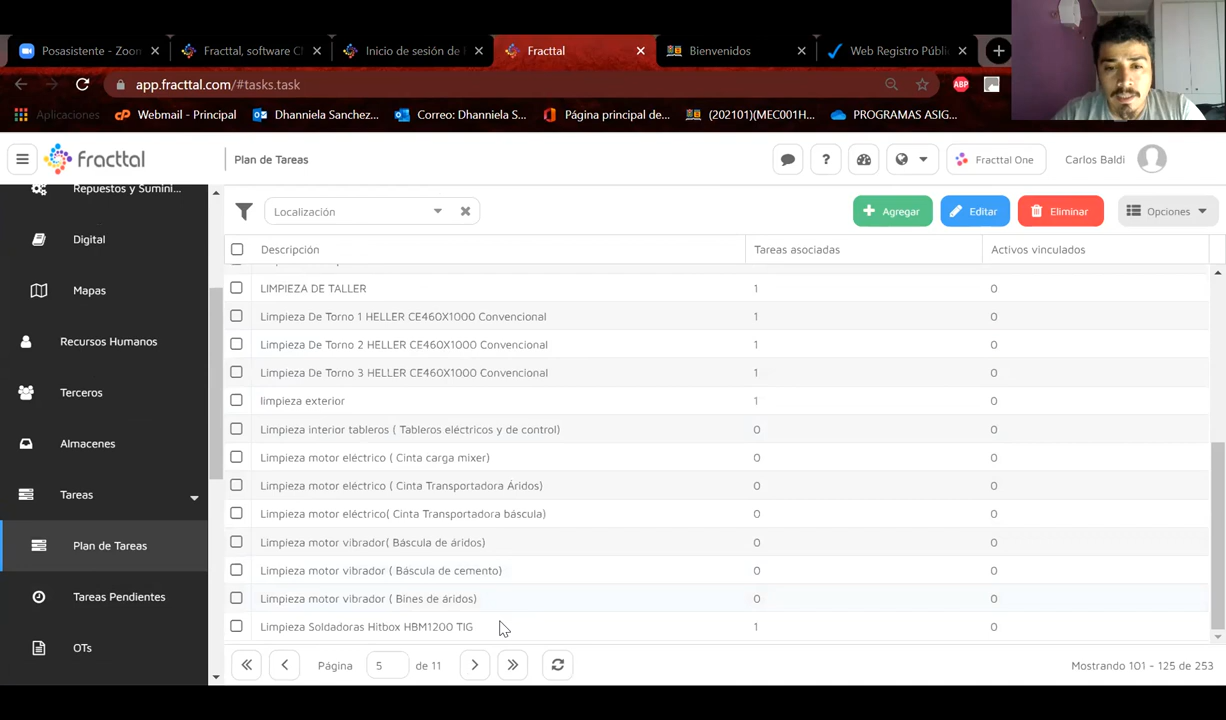 Posasistente - Zoom
Fracttal, software C
Inicio de sesión de
Fracttal
Bienvenidos
Web Registro Públi
app.fracttal.com/#tasks.task
ABP
Aplicaciones
Webmail - Principal
Dhanniela Sanchez...
Correo: Dhanniela S...
Página principal de...
(202101)(MEC001H...
PROGRAMAS ASIG...
fracttal
Plan de Tareas
?
Fracttal One
Carlos Baldi
Repuestos y Sumini...
Digital
Mapas
Recursos Humanos
Terceros
Almacenes
Tareas
Plan de Tareas
Tareas Pendientes
OTs
Localización
Agregar
Editar
Eliminar
Opciones
Descripción Tareas asociadas Activos vinculados
LIMPIEZA DE TALLER 1 0
Limpieza De Torno 1 HELLER CE460X1000 Convencional 1 0
Limpieza De Torno 2 HELLER CE460X1000 Convencional 1 0
Limpieza De Torno 3 HELLER CE460X1000 Convencional 1 0
limpieza exterior 1 0
Limpieza interior tableros ( Tableros eléctricos y de control) 0 0
Limpieza motor eléctrico ( Cinta carga mixer) 0 0
Limpieza motor eléctrico ( Cinta Transportadora Áridos) 0 0
Limpieza motor eléctrico( Cinta Transportadora báscula) 0 0
Limpieza motor vibrador( Báscula de áridos) 0 0
Limpieza motor vibrador ( Báscula de cemento) 0 0
Limpieza motor vibrador ( Bines de áridos) 0 0
Limpieza Soldadoras Hitbox HBM1200 TIG 1 0
Página 5 de 11
Mostrando 101 - 125 de 253